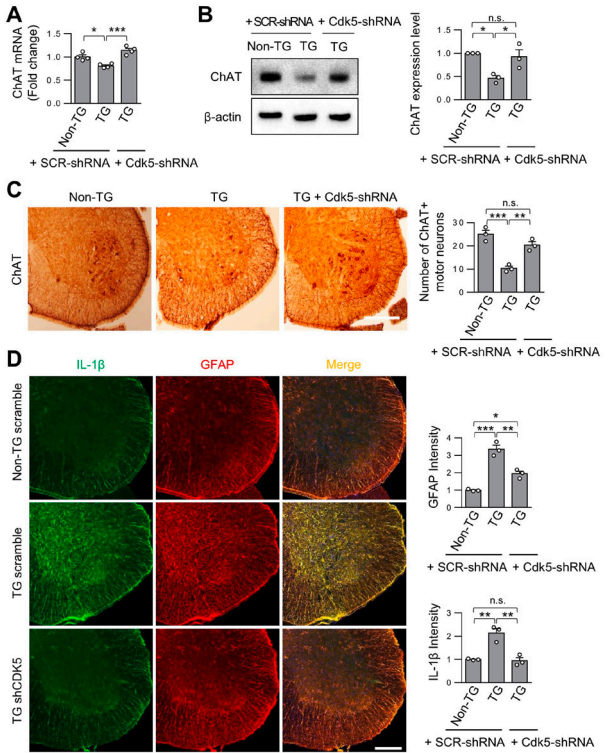 A
ChAT mRNA
(Fold change)
1.5
1.0
0.5
0
* ***
Non-TG TG TG
+ SCR-shRNA + Cdk5-shRNA
B
+ SCR-shRNA + Cdk5-shRNA
Non-TG TG TG
ChAT
β-actin
ChAT expression level
2.0
1.5
1.0
0.5
0
n.s.
* *
Non-TG TG TG
+ SCR-shRNA + Cdk5-shRNA
C
Non-TG TG TG + Cdk5-shRNA
ChAT
Number of ChAT+
motor neurons
30
20
10
0
n.s.
*** **
Non-TG TG TG
+ SCR-shRNA + Cdk5-shRNA
D
IL-1β GFAP Merge
Non-TG scramble
TG scramble
TG shCDK5
GFAP Intensity
4
3
2
1
0
*
*** **
Non-TG TG TG
+ SCR-shRNA + Cdk5-shRNA
IL-1β Intensity
3
2
1
0
n.s.
** **
Non-TG TG TG
+ SCR-shRNA + Cdk5-shRNA